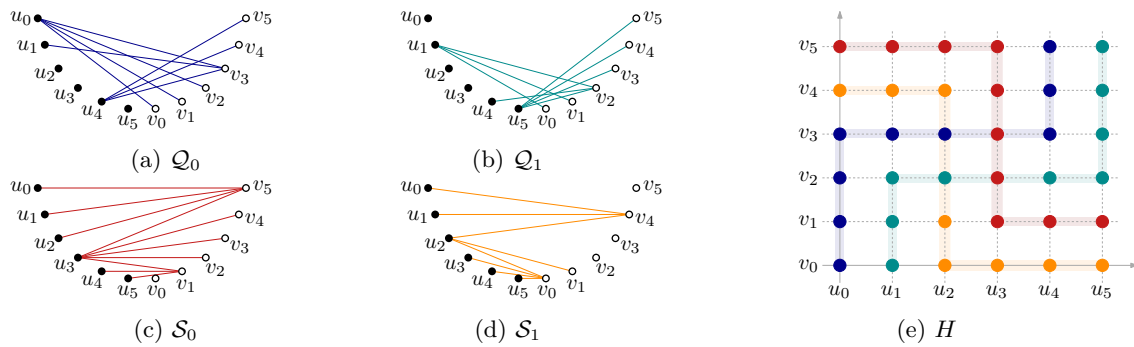 u₀ v₅
u₁ v₄
u₂ v₃
u₃ v₂
u₄ v₁
u₅ v₀
(a) 𝒬₀
u₀ v₅
u₁ v₄
u₂ v₃
u₃ v₂
u₄ v₁
u₅ v₀
(b) 𝒬₁
u₀ v₅
u₁ v₄
u₂ v₃
u₃ v₂
u₄ v₁
u₅ v₀
(c) 𝒮₀
u₀ v₅
u₁ v₄
u₂ v₃
u₃ v₂
u₄ v₁
u₅ v₀
(d) 𝒮₁
v₅
v₄
v₃
v₂
v₁
v₀
u₀ u₁ u₂ u₃ u₄ u₅
(e) H